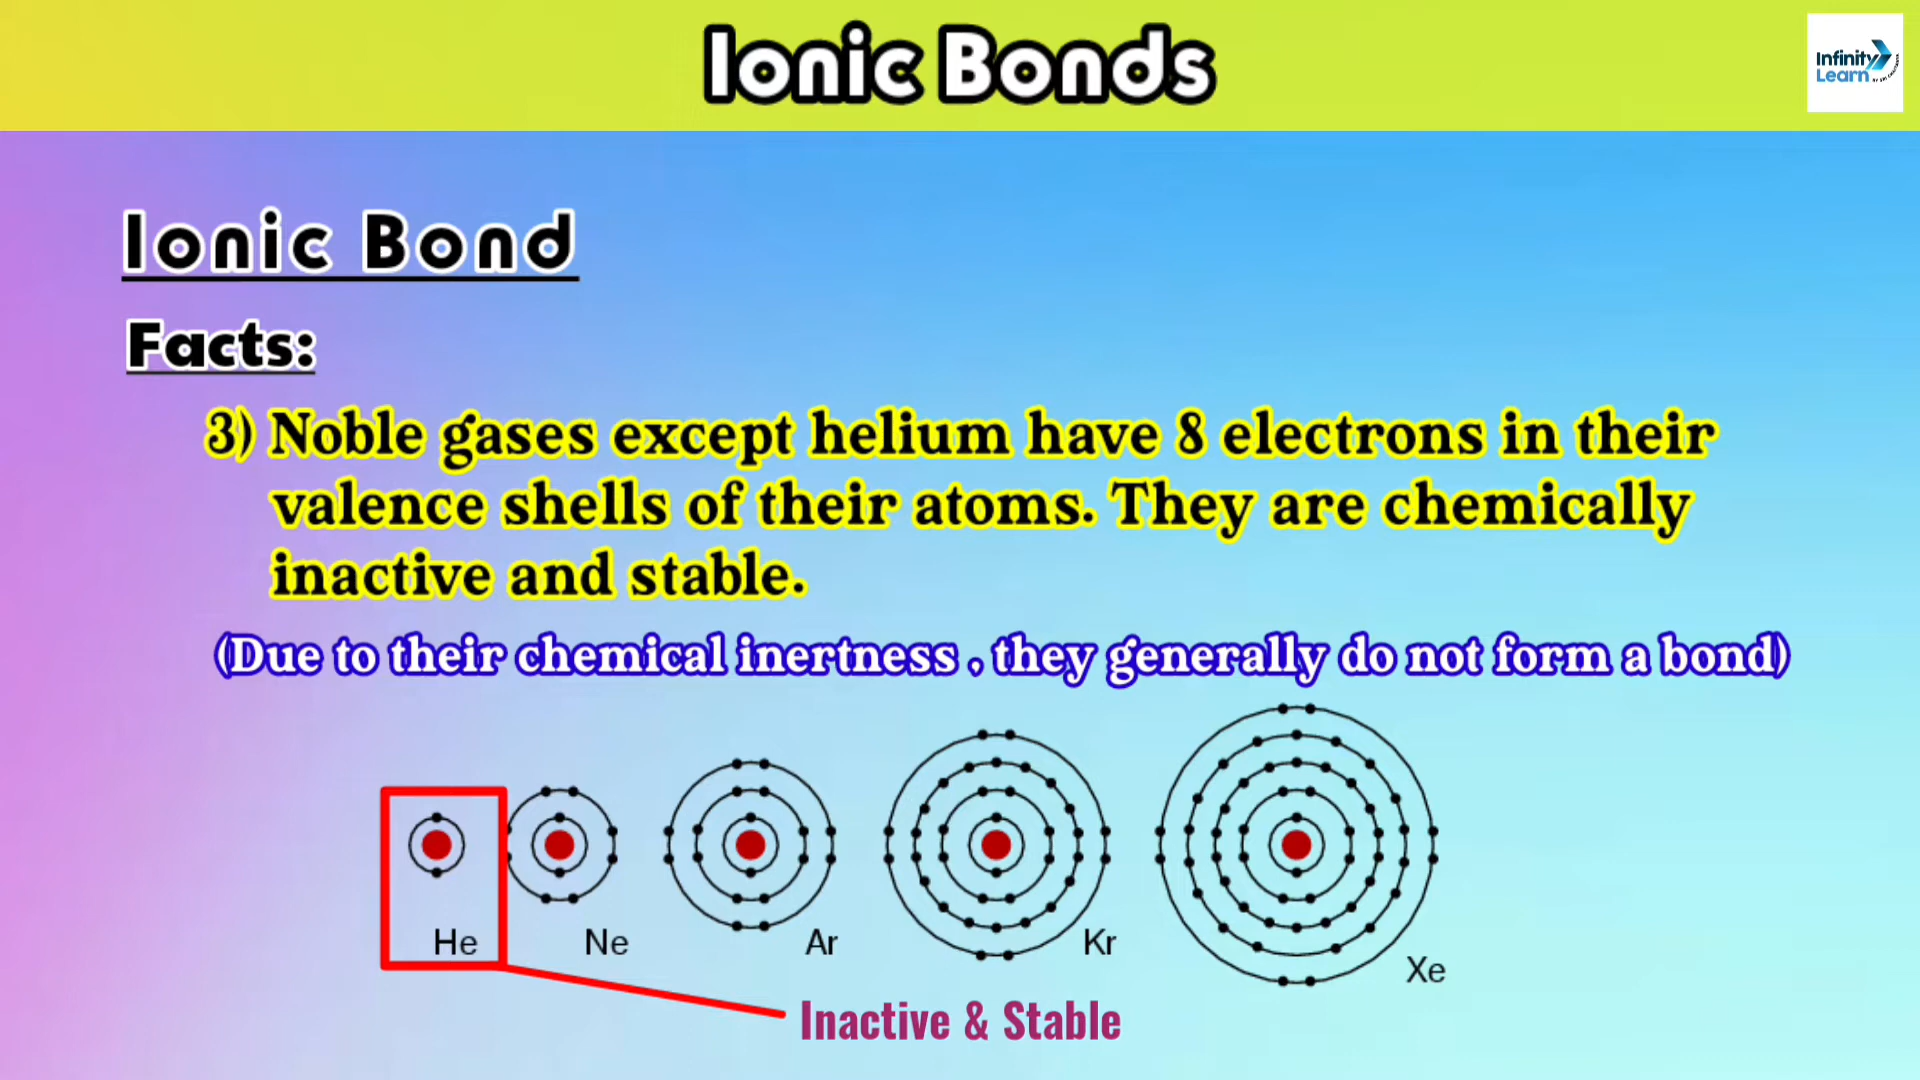 Ionic Bonds
Infinity
Learn
Ionic Bond
Facts:
3) Noble gases except helium have 8 electrons in their
valence shells of their atoms. They are chemically
inactive and stable.
(Due to their chemical inertness , they generally do not form a bond)
He
Ne
Ar
Kr
Xe
Inactive & Stable